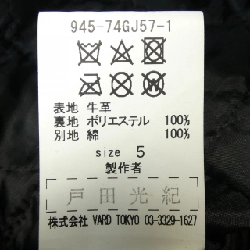 945-74GJ57-1
表地 牛革
裏地 ポリエステル 100%
別地 綿 100%
size 5
製作者
戸田光紀
株式会社 YARD TOKYO 03-3329-1627